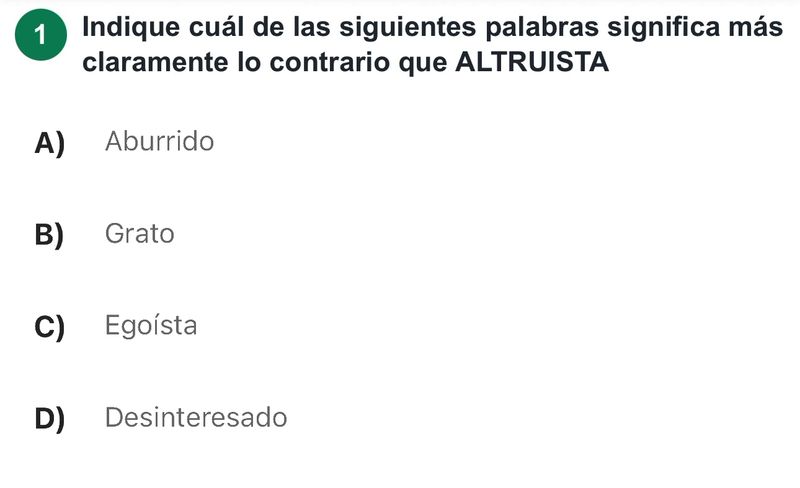 1 Indique cuál de las siguientes palabras significa más
claramente lo contrario que ALTRUISTA
A) Aburrido
B) Grato
C) Egoísta
D) Desinteresado